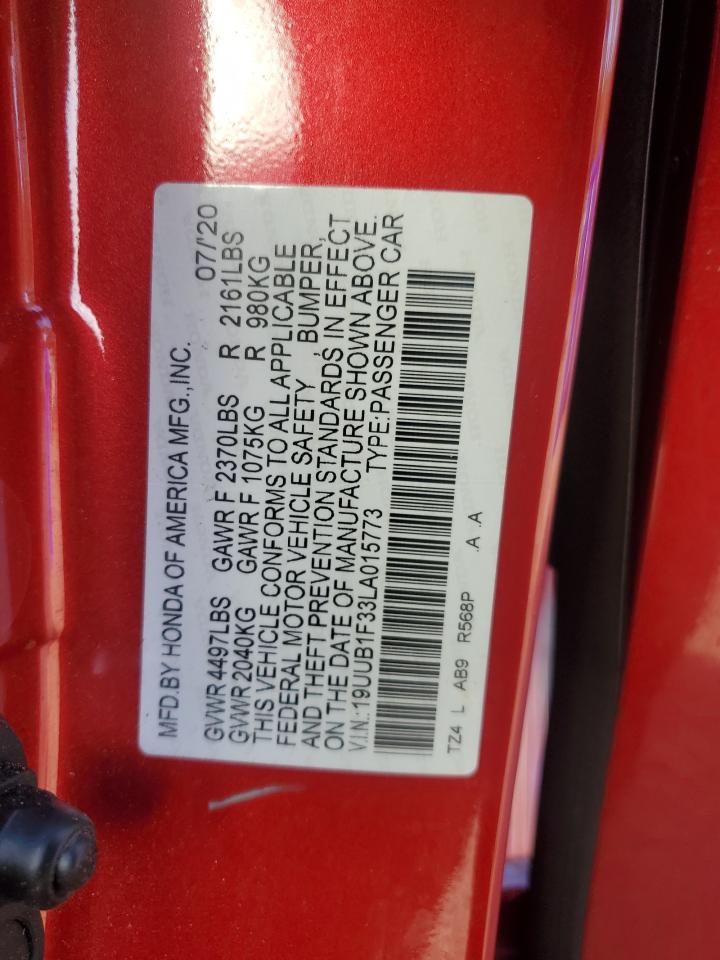 MFD.BY HONDA OF AMERICA MFG.,INC. 07/'20
GVWR 4497LBS GAWR F 2370LBS R 2161LBS
GVWR 2040KG GAWR F 1075KG R 980KG
THIS VEHICLE CONFORMS TO ALL APPLICABLE
FEDERAL MOTOR VEHICLE SAFETY BUMPER,
AND THEFT PREVENTION STANDARDS, IN EFFECT
ON THE DATE OF MANUFACTURE SHOWN ABOVE.
V.I.N.:19UUB1F33LA015773 TYPE:PASSENGER CAR
TZ4 L AB9 R568P .A .A